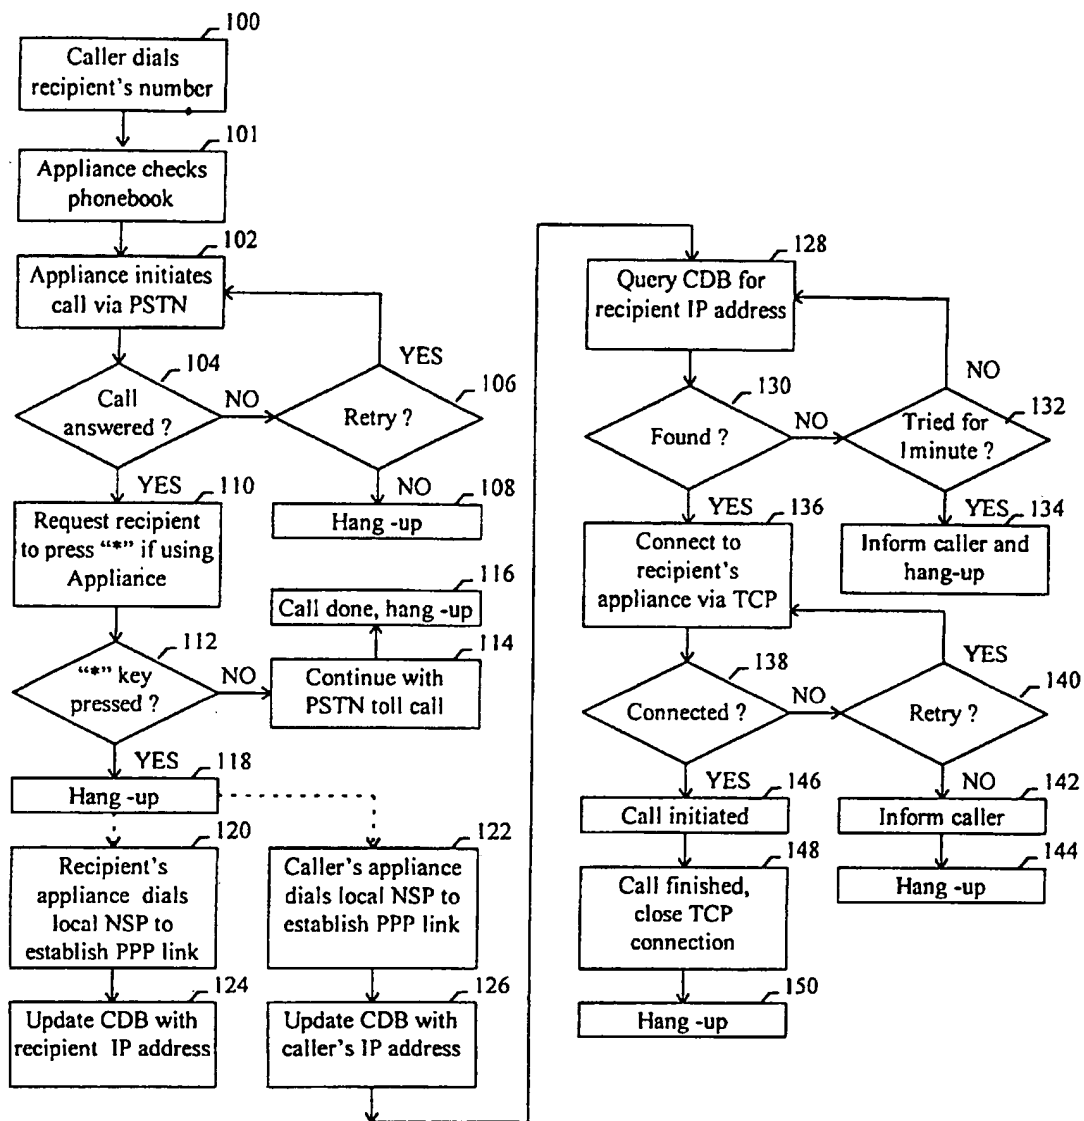 100
Caller dials
recipient's number
101
Appliance checks
phonebook
102
Appliance initiates
call via PSTN
104
Call
answered ?
NO
YES
106
Retry ?
YES
NO
108
Hang -up
110
Request recipient
to press “*” if using
Appliance
112
“*” key
pressed ?
NO
114
Continue with
PSTN toll call
116
Call done, hang -up
YES
118
Hang -up
120
Recipient's
appliance dials
local NSP to
establish PPP link
122
Caller's appliance
dials local NSP to
establish PPP link
124
Update CDB with
recipient IP address
126
Update CDB with
caller's IP address
128
Query CDB for
recipient IP address
130
Found ?
NO
132
Tried for
1minute ?
NO
YES
134
Inform caller and
hang-up
YES
136
Connect to
recipient's
appliance via TCP
138
Connected ?
NO
140
Retry ?
YES
NO
142
Inform caller
144
Hang -up
YES
146
Call initiated
148
Call finished,
close TCP
connection
150
Hang -up